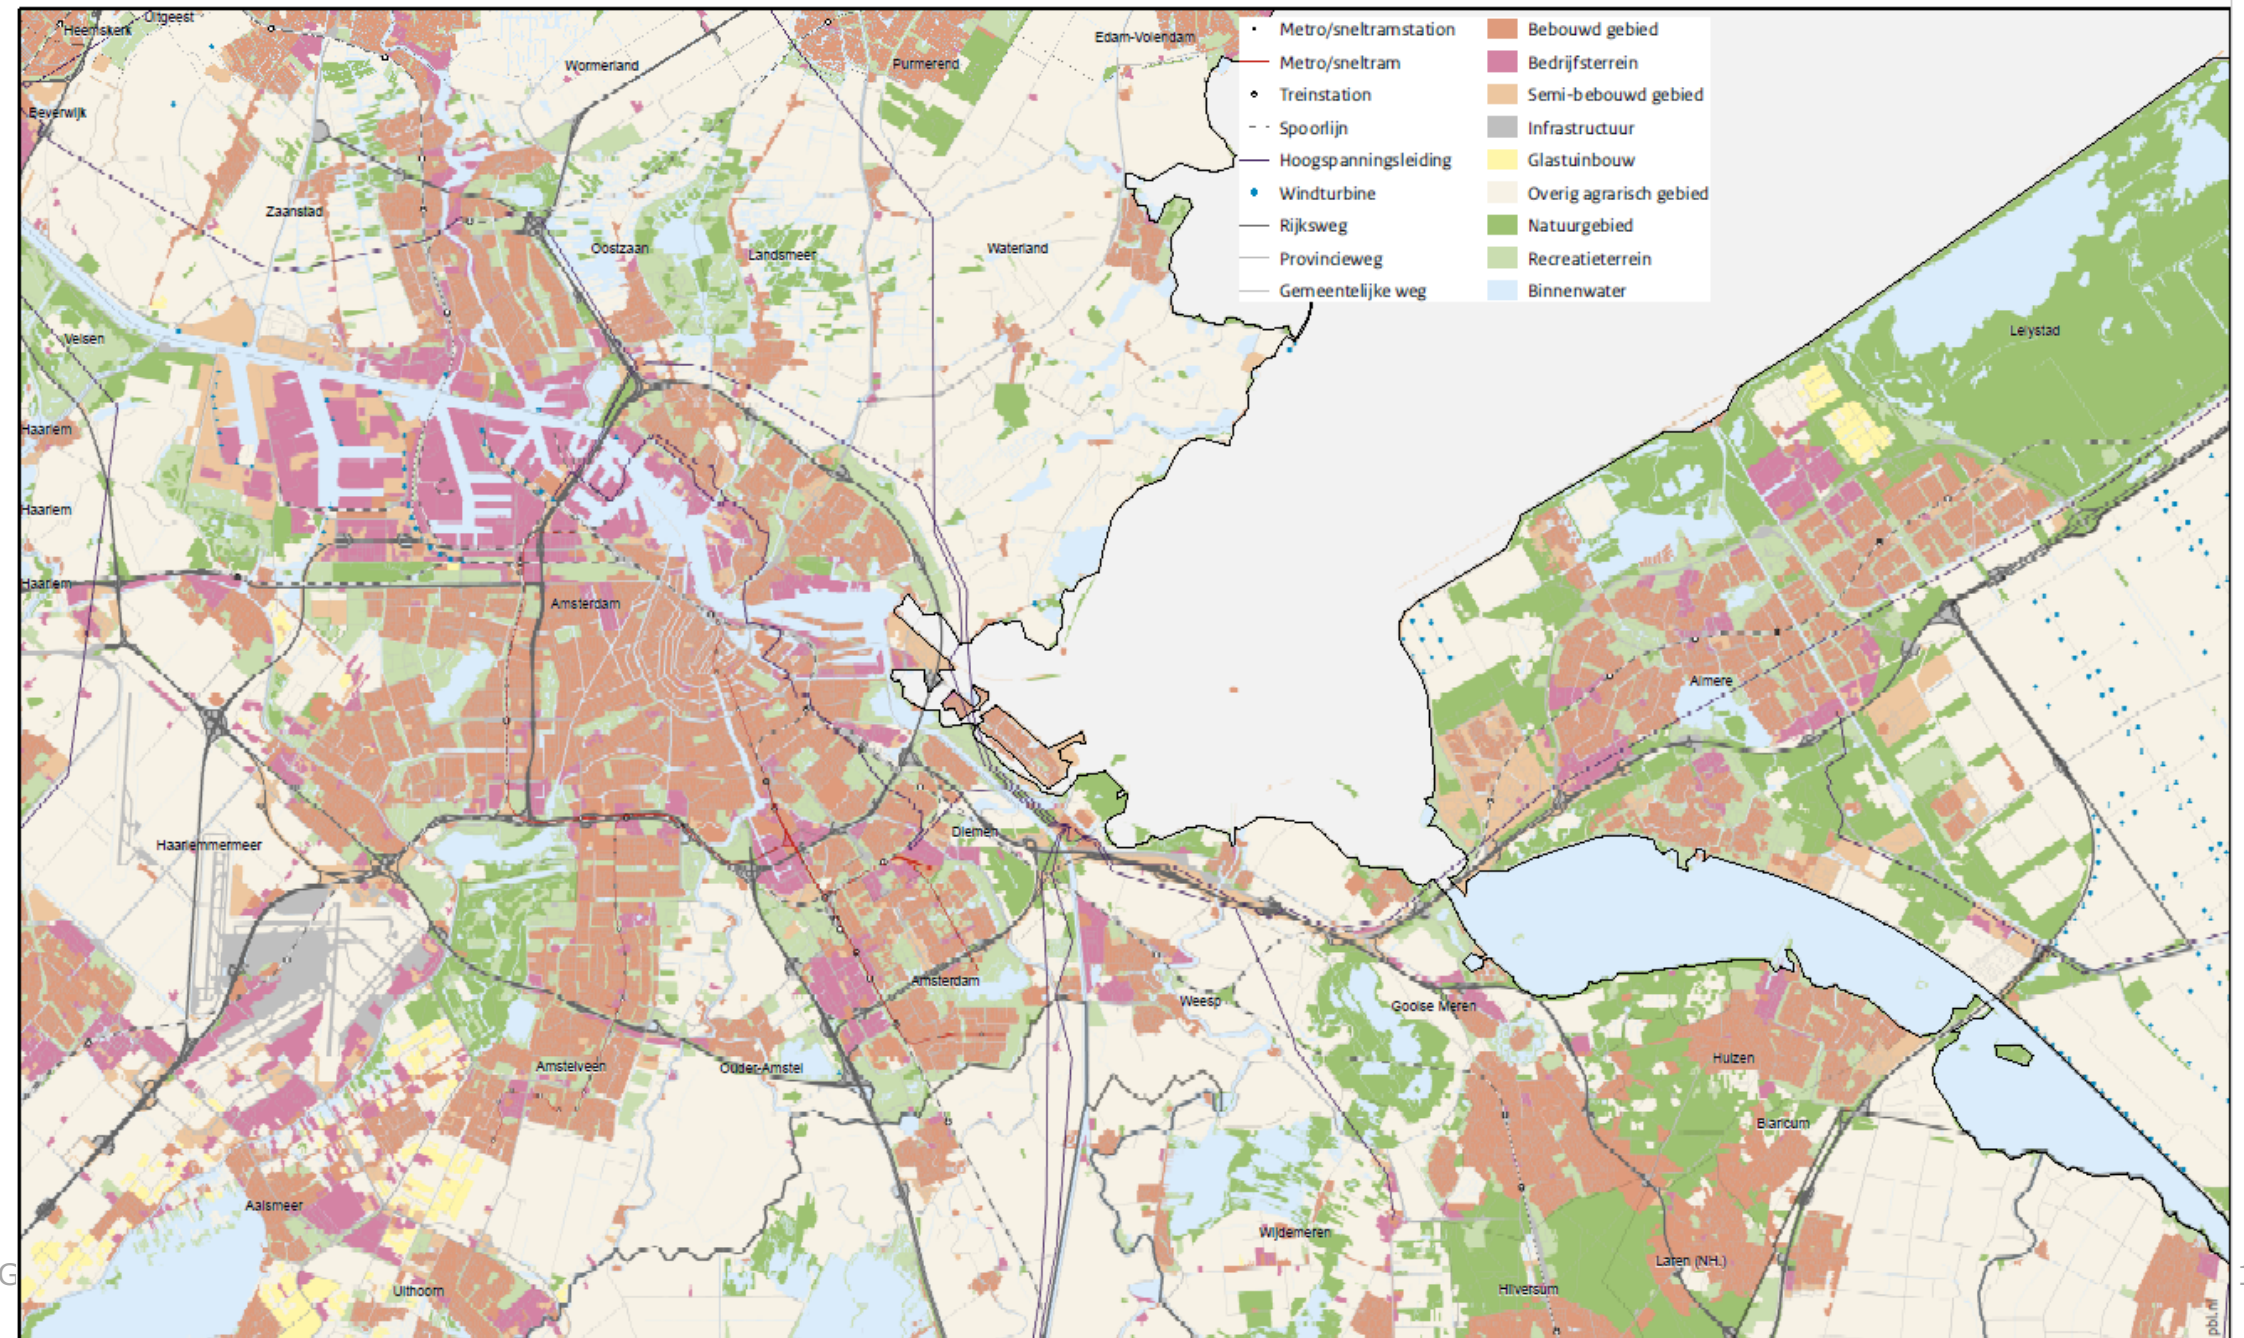 Uitgeest
Heemskerk
Edam-Volendam
Wormerland
Purmerend
Beverwijk
Zaanstad
Oostzaan
Landsmeer
Waterland
Metro/sneltramstation
Metro/sneltram
Treinstation
Spoorlijn
Hoogspanningsleiding
Windturbine
Rijksweg
Provincieweg
Gemeentelijke weg
Bebouwd gebied
Bedrijfsterrein
Semi-bebouwd gebied
Infrastructuur
Glastuinbouw
Overig agrarisch gebied
Natuurgebied
Recreatieterrein
Binnenwater
Velsen
Lelystad
Haarlem
Haarlem
Haarlem
Amsterdam
Almere
Haarlemmermeer
Diemen
Amsterdam
Weesp
Gooise Meren
Amstelveen
Ouder-Amstel
Huizen
Blaricum
Aalsmeer
Wijdemeren
Laren (NH.)
Uithoorn
Hilversum
G
pbl.nl